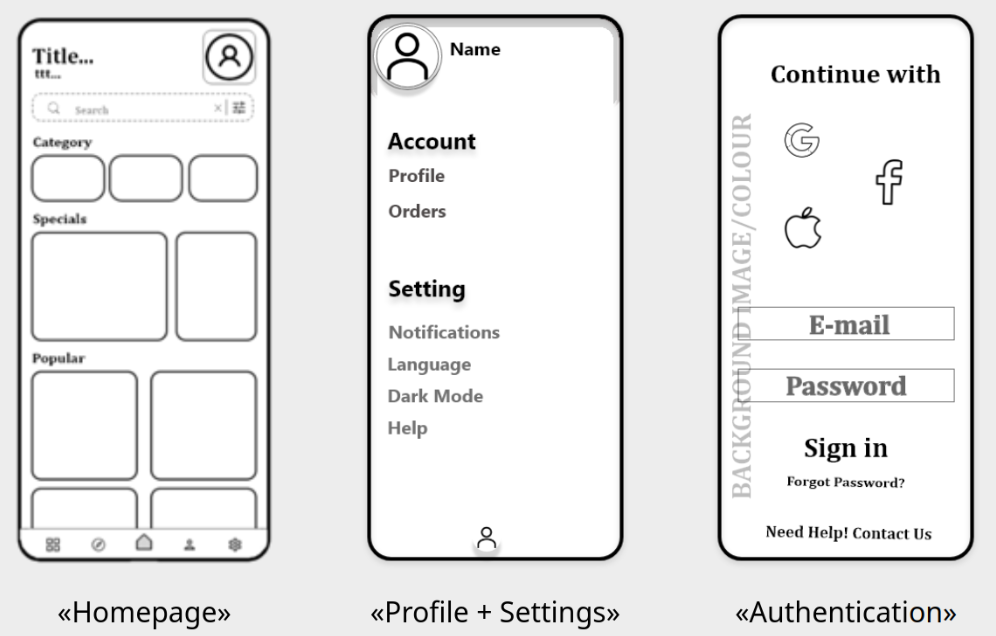 Title...
ttt...
Search
Category
Specials
Popular
«Homepage»
Name
Account
Profile
Orders
Setting
Notifications
Language
Dark Mode
Help
«Profile + Settings»
Continue with
BACKGROUND IMAGE/COLOUR
E-mail
Password
Sign in
Forgot Password?
Need Help! Contact Us
«Authentication»